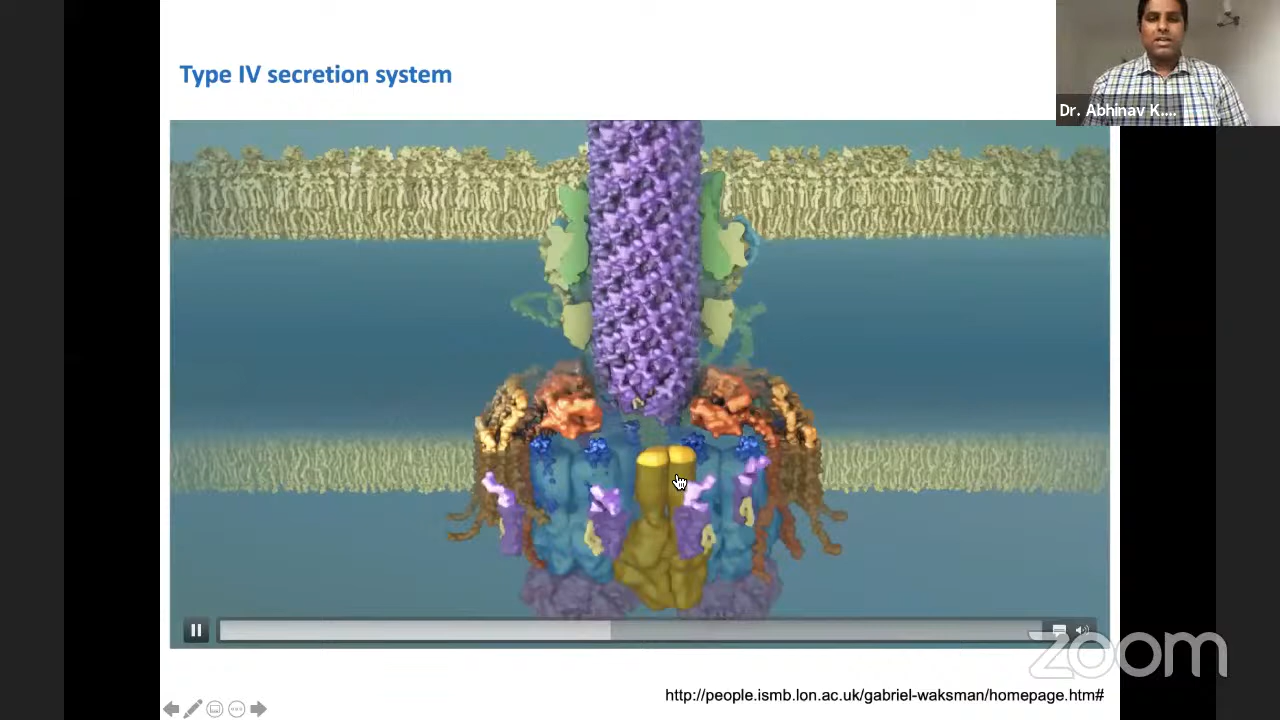 Type IV secretion system
Dr. Abhinav K....
zoom
http://people.ismb.lon.ac.uk/gabriel-waksman/homepage.htm#